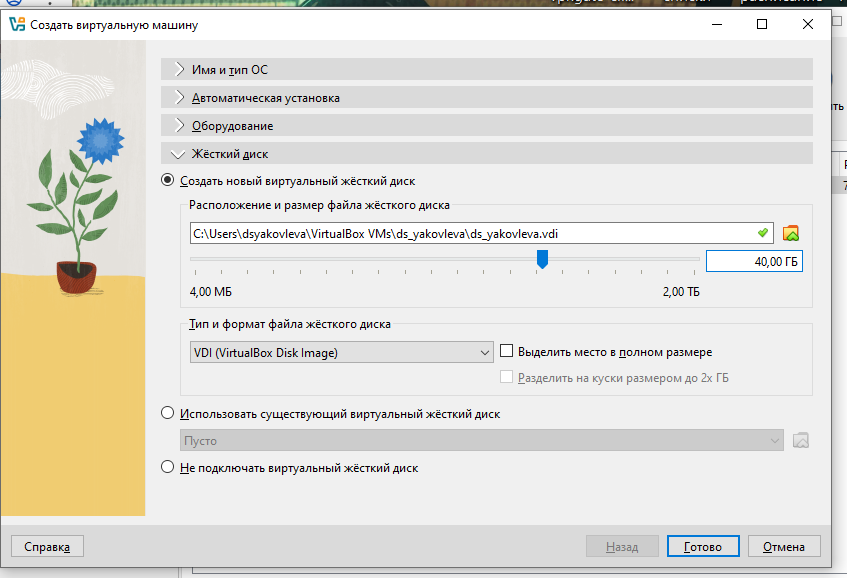 Создать виртуальную машину
Имя и тип ОС
Автоматическая установка
Оборудование
Жёсткий диск
Создать новый виртуальный жёсткий диск
Расположение и размер файла жёсткого диска
C:\Users\dsyakovleva\VirtualBox VMs\ds_yakovleva\ds_yakovleva.vdi
40,00 ГБ
4,00 МБ
2,00 ТБ
Тип и формат файла жёсткого диска
VDI (VirtualBox Disk Image)
Выделить место в полном размере
Разделить на куски размером до 2х ГБ
Использовать существующий виртуальный жёсткий диск
Пусто
Не подключать виртуальный жёсткий диск
Справка
Назад
Готово
Отмена